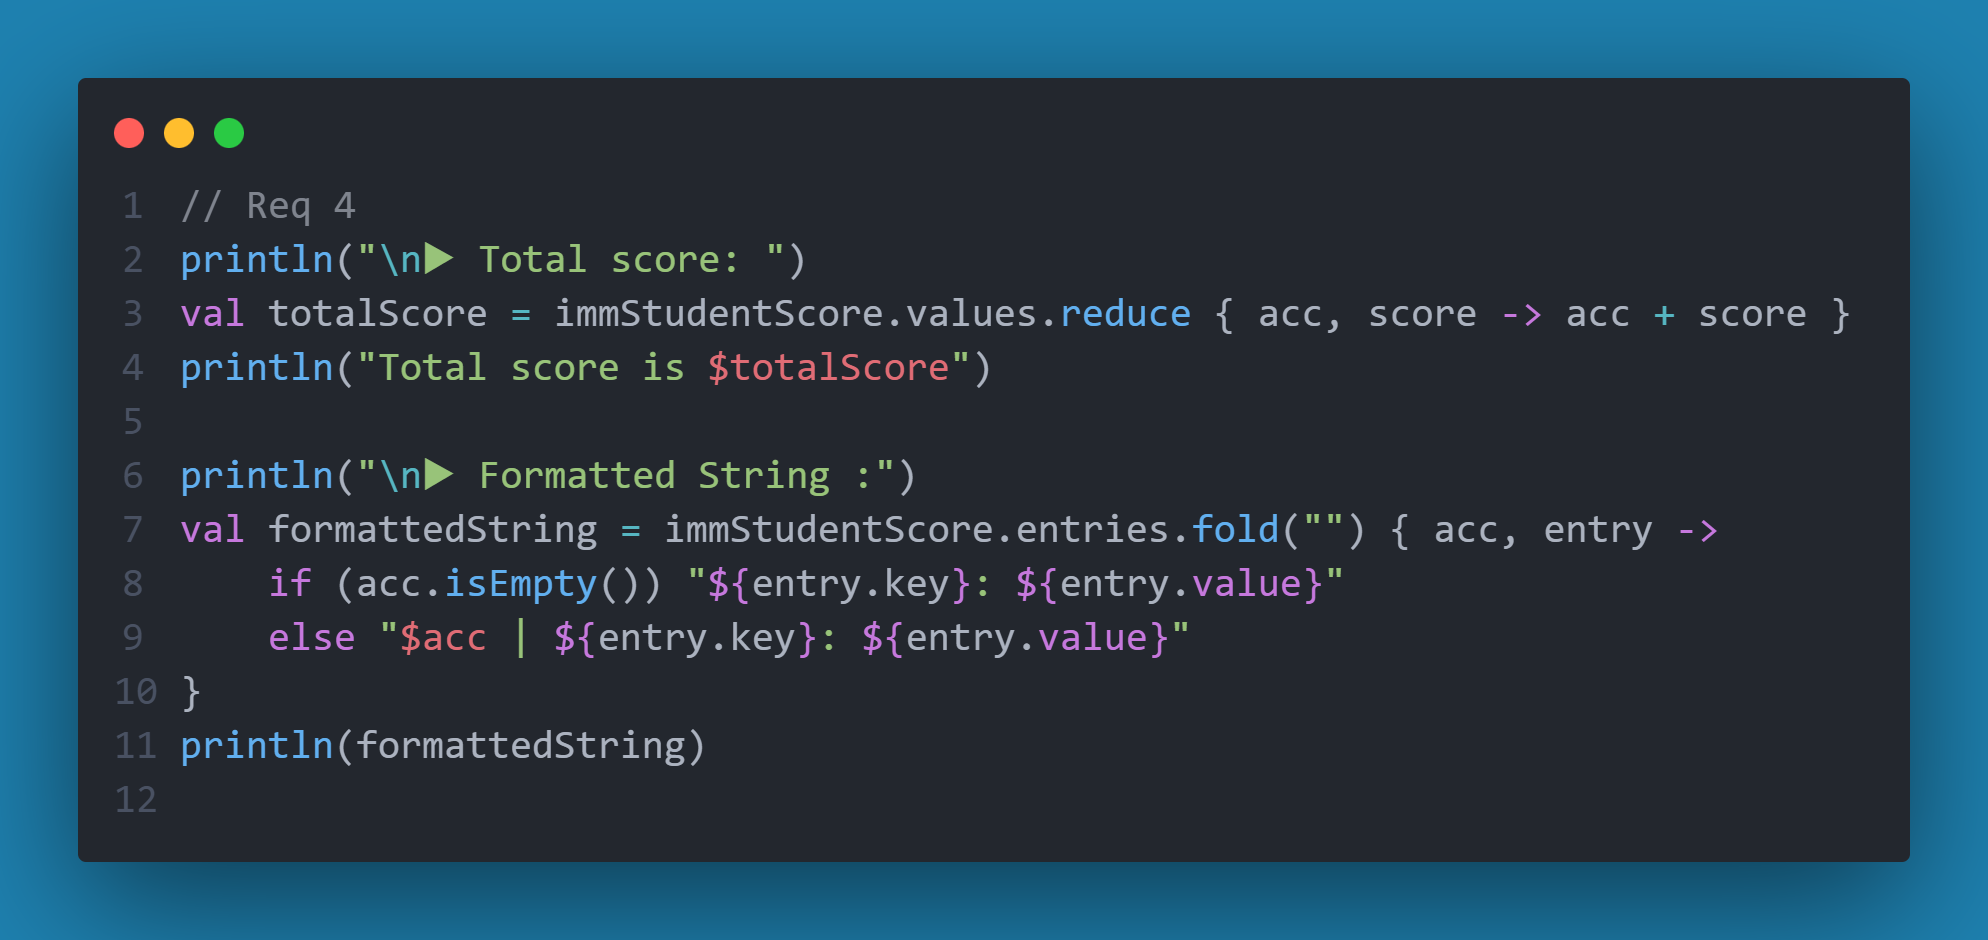 1 // Req 4
2 println("\n▶ Total score: ")
3 val totalScore = immStudentScore.values.reduce { acc, score -> acc + score }
4 println("Total score is $totalScore")
5
6 println("\n▶ Formatted String :")
7 val formattedString = immStudentScore.entries.fold("") { acc, entry ->
8     if (acc.isEmpty()) "${entry.key}: ${entry.value}"
9     else "$acc | ${entry.key}: ${entry.value}"
10 }
11 println(formattedString)
12